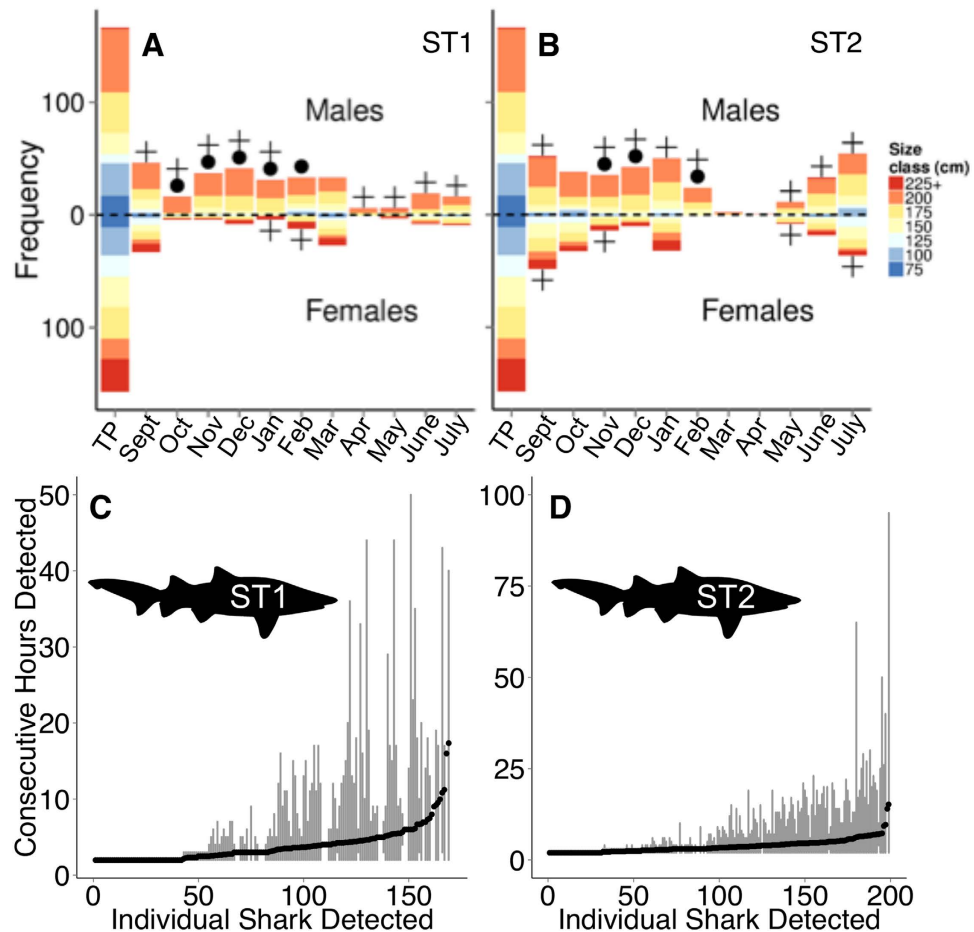 A
ST1
B
ST2
Males
Males
Females
Females
Frequency
100
0
100
TP
Sept
Oct
Nov
Dec
Jan
Feb
Mar
Apr
May
June
July
TP
Sept
Oct
Nov
Dec
Jan
Feb
Mar
Apr
May
June
July
Size
class (cm)
225+
200
175
150
125
100
75
C
ST1
Consecutive Hours Detected
50
40
30
20
10
0
0
50
100
150
Individual Shark Detected
D
ST2
100
75
50
25
0
0
50
100
150
200
Individual Shark Detected